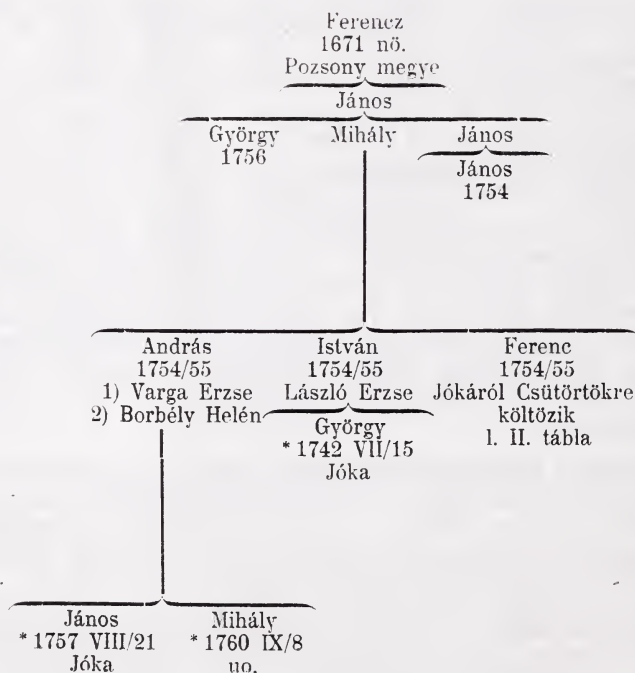 Ferencz
1671 nö.
Pozsony megye
János
György Mihály János
1756
János
1754
András István Ferenc
1754/55 1754/55 1754/55
1) Varga Erzse László Erzse Jókáról Csütörtökre
2) Borbély Helén költözik
György l. II. tábla
* 1742 VII/15
Jóka
János Mihály
* 1757 VIII/21 * 1760 IX/8
Jóka uo.